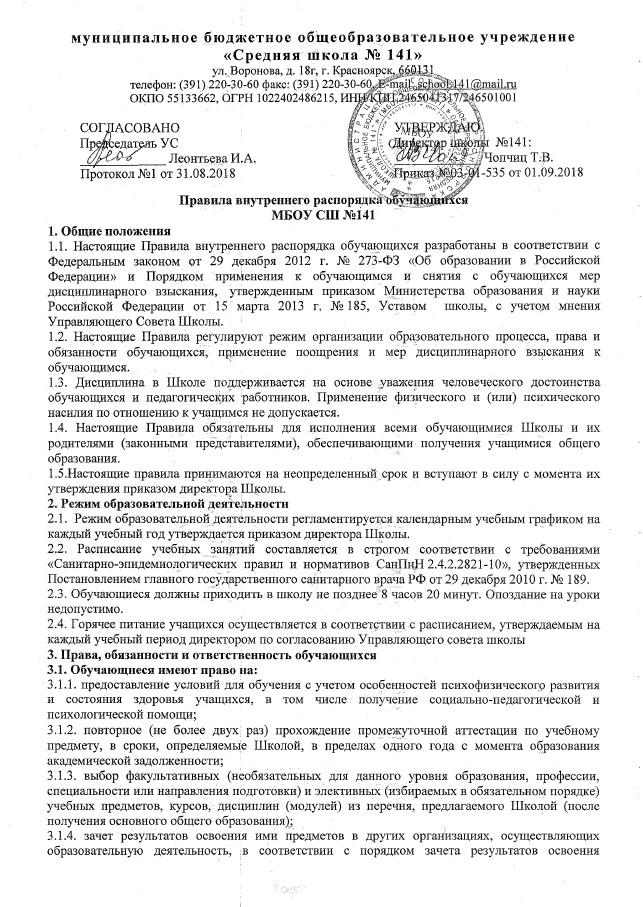 муниципальное бюджетное общеобразовательное учреждение
«Средняя школа № 141»
ул. Воронова, д. 18г, г. Красноярск, 660131
телефон: (391) 220-30-60 факс: (391) 220-30-60, E-mail: school141@mail.ru
ОКПО 55133662, ОГРН 1022402486215, ИНН/КПП 2465041317/246501001
СОГЛАСОВАНО УТВЕРЖДАЮ.
Председатель УС Директор школы №141:
Леонтьева И.А. Чопчиц Т.В.
Протокол №1 от 31.08.2018 Приказ №03-01-535 от 01.09.2018
Правила внутреннего распорядка обучающихся
МБОУ СШ №141
1. Общие положения
1.1. Настоящие Правила внутреннего распорядка обучающихся разработаны в соответствии с
Федеральным законом от 29 декабря 2012 г. № 273-ФЗ «Об образовании в Российской
Федерации» и Порядком применения к обучающимся и снятия с обучающихся мер
дисциплинарного взыскания, утвержденным приказом Министерства образования и науки
Российской Федерации от 15 марта 2013 г. № 185, Уставом школы, с учетом мнения
Управляющего Совета Школы.
1.2. Настоящие Правила регулируют режим организации образовательного процесса, права и
обязанности обучающихся, применение поощрения и мер дисциплинарного взыскания к
обучающимся.
1.3. Дисциплина в Школе поддерживается на основе уважения человеческого достоинства
обучающихся и педагогических работников. Применение физического и (или) психического
насилия по отношению к учащимся не допускается.
1.4. Настоящие Правила обязательны для исполнения всеми обучающимися Школы и их
родителями (законными представителями), обеспечивающими получения учащимися общего
образования.
1.5.Настоящие правила принимаются на неопределенный срок и вступают в силу с момента их
утверждения приказом директора Школы.
2. Режим образовательной деятельности
2.1. Режим образовательной деятельности регламентируется календарным учебным графиком на
каждый учебный год утверждается приказом директора Школы.
2.2. Расписание учебных занятий составляется в строгом соответствии с требованиями
«Санитарно-эпидемиологических правил и нормативов СанПиН 2.4.2.2821-10», утвержденных
Постановлением главного государственного санитарного врача РФ от 29 декабря 2010 г. № 189.
2.3. Обучающиеся должны приходить в школу не позднее 8 часов 20 минут. Опоздание на уроки
недопустимо.
2.4. Горячее питание учащихся осуществляется в соответствии с расписанием, утверждаемым на
каждый учебный период директором по согласованию Управляющего совета школы
3. Права, обязанности и ответственность обучающихся
3.1. Обучающиеся имеют право на:
3.1.1. предоставление условий для обучения с учетом особенностей психофизического развития
и состояния здоровья учащихся, в том числе получение социально-педагогической и
психологической помощи;
3.1.2. повторное (не более двух раз) прохождение промежуточной аттестации по учебному
предмету, в сроки, определяемые Школой, в пределах одного года с момента образования
академической задолженности;
3.1.3. выбор факультативных (необязательных для данного уровня образования, профессии,
специальности или направления подготовки) и элективных (избираемых в обязательном порядке)
учебных предметов, курсов, дисциплин (модулей) из перечня, предлагаемого Школой (после
получения основного общего образования);
3.1.4. зачет результатов освоения ими предметов в других организациях, осуществляющих
образовательную деятельность, в соответствии с порядком зачета результатов освоения